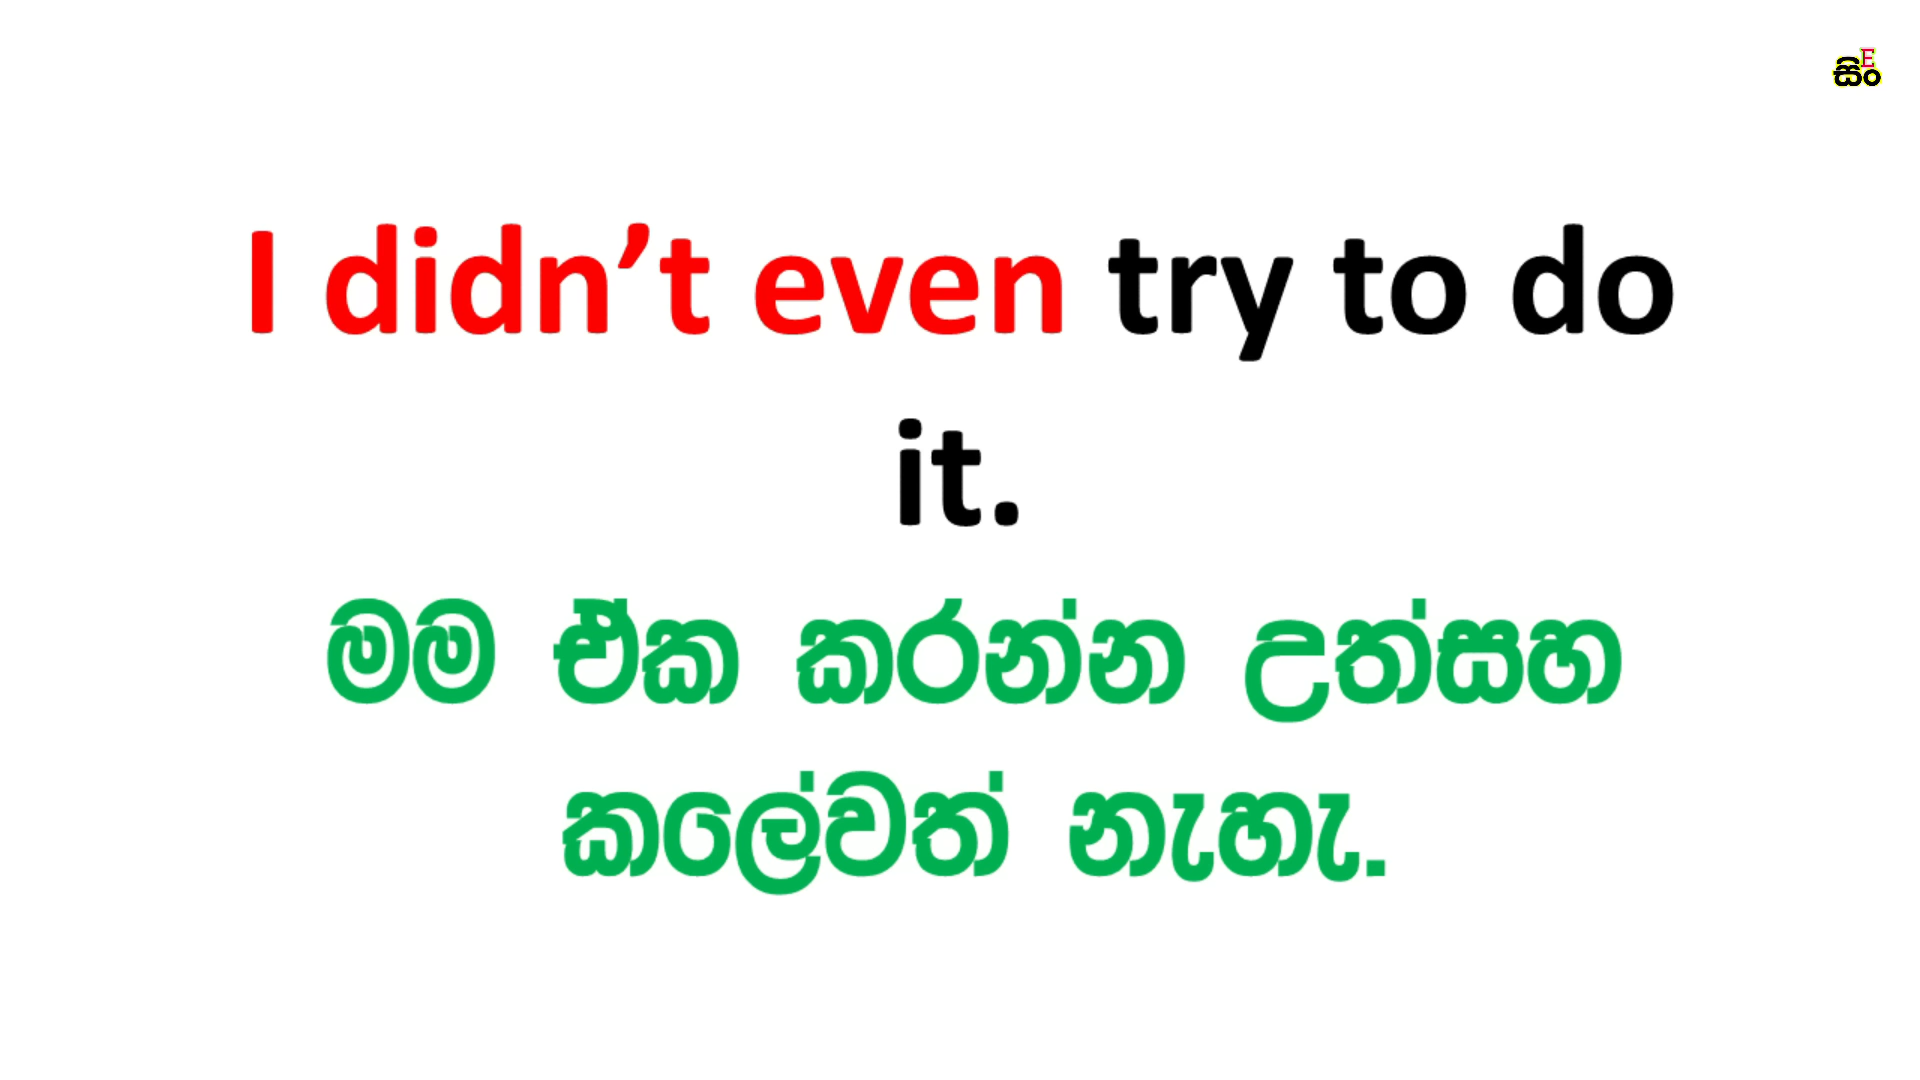 E
සිං
I didn’t even try to do
it.
මම ඒක කරන්න උත්සහ
කලේවත් නැහැ.